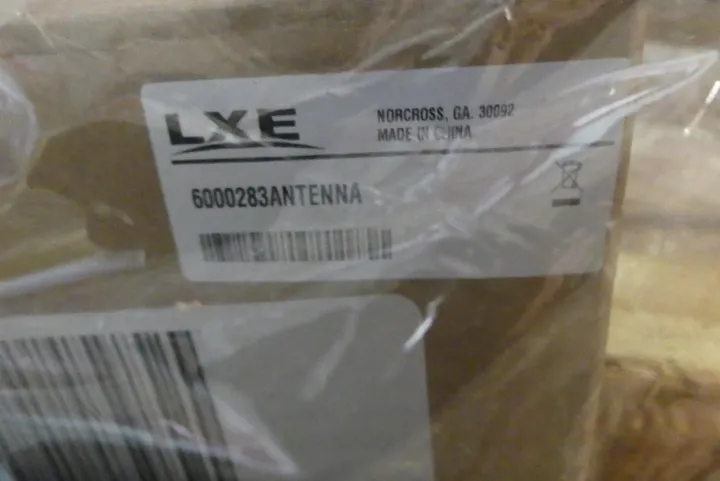 LXE
NORCROSS, GA. 30092
MADE IN CHINA
6000283ANTENNA